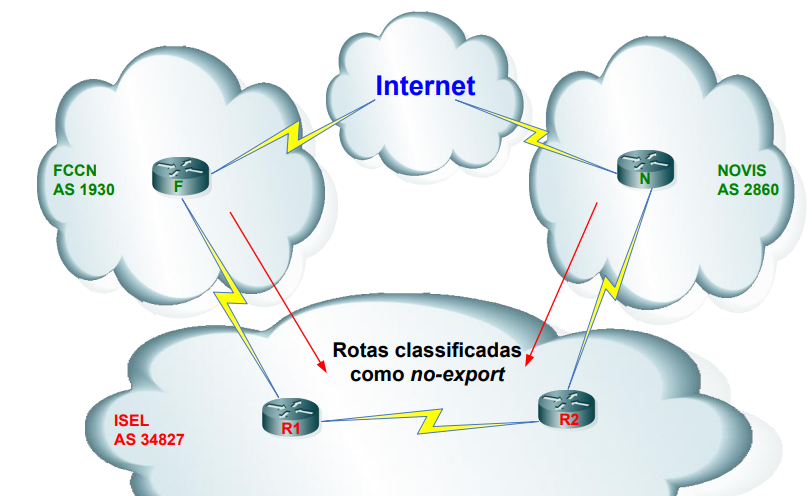 Internet
FCCN
AS 1930
F
N
NOVIS
AS 2860
Rotas classificadas
como no-export
ISEL
AS 34827
R1
R2